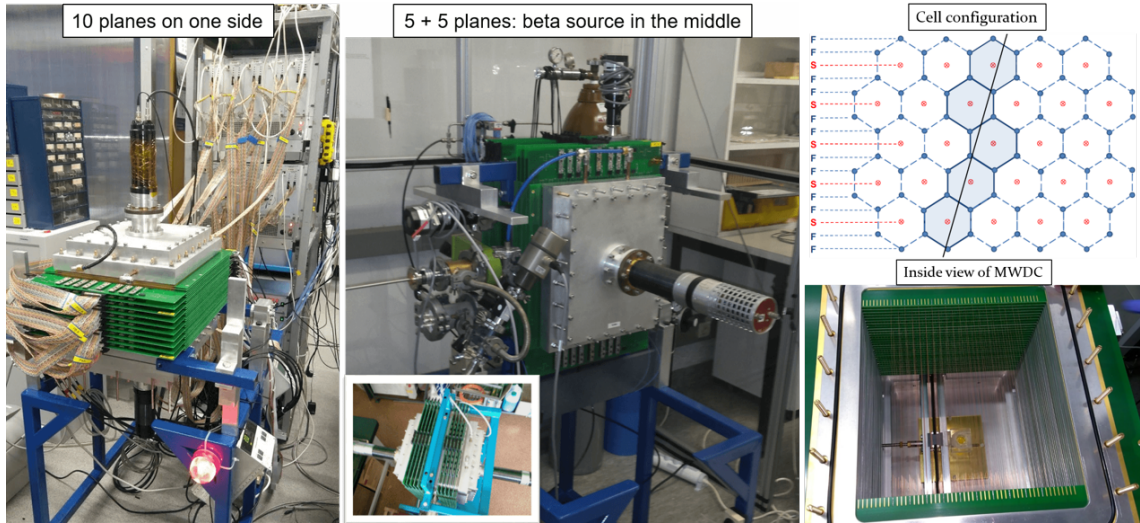 10 planes on one side
5 + 5 planes: beta source in the middle
Cell configuration
F
F
S
F
F
S
F
F
S
F
F
S
F
F
S
F
F
Inside view of MWDC